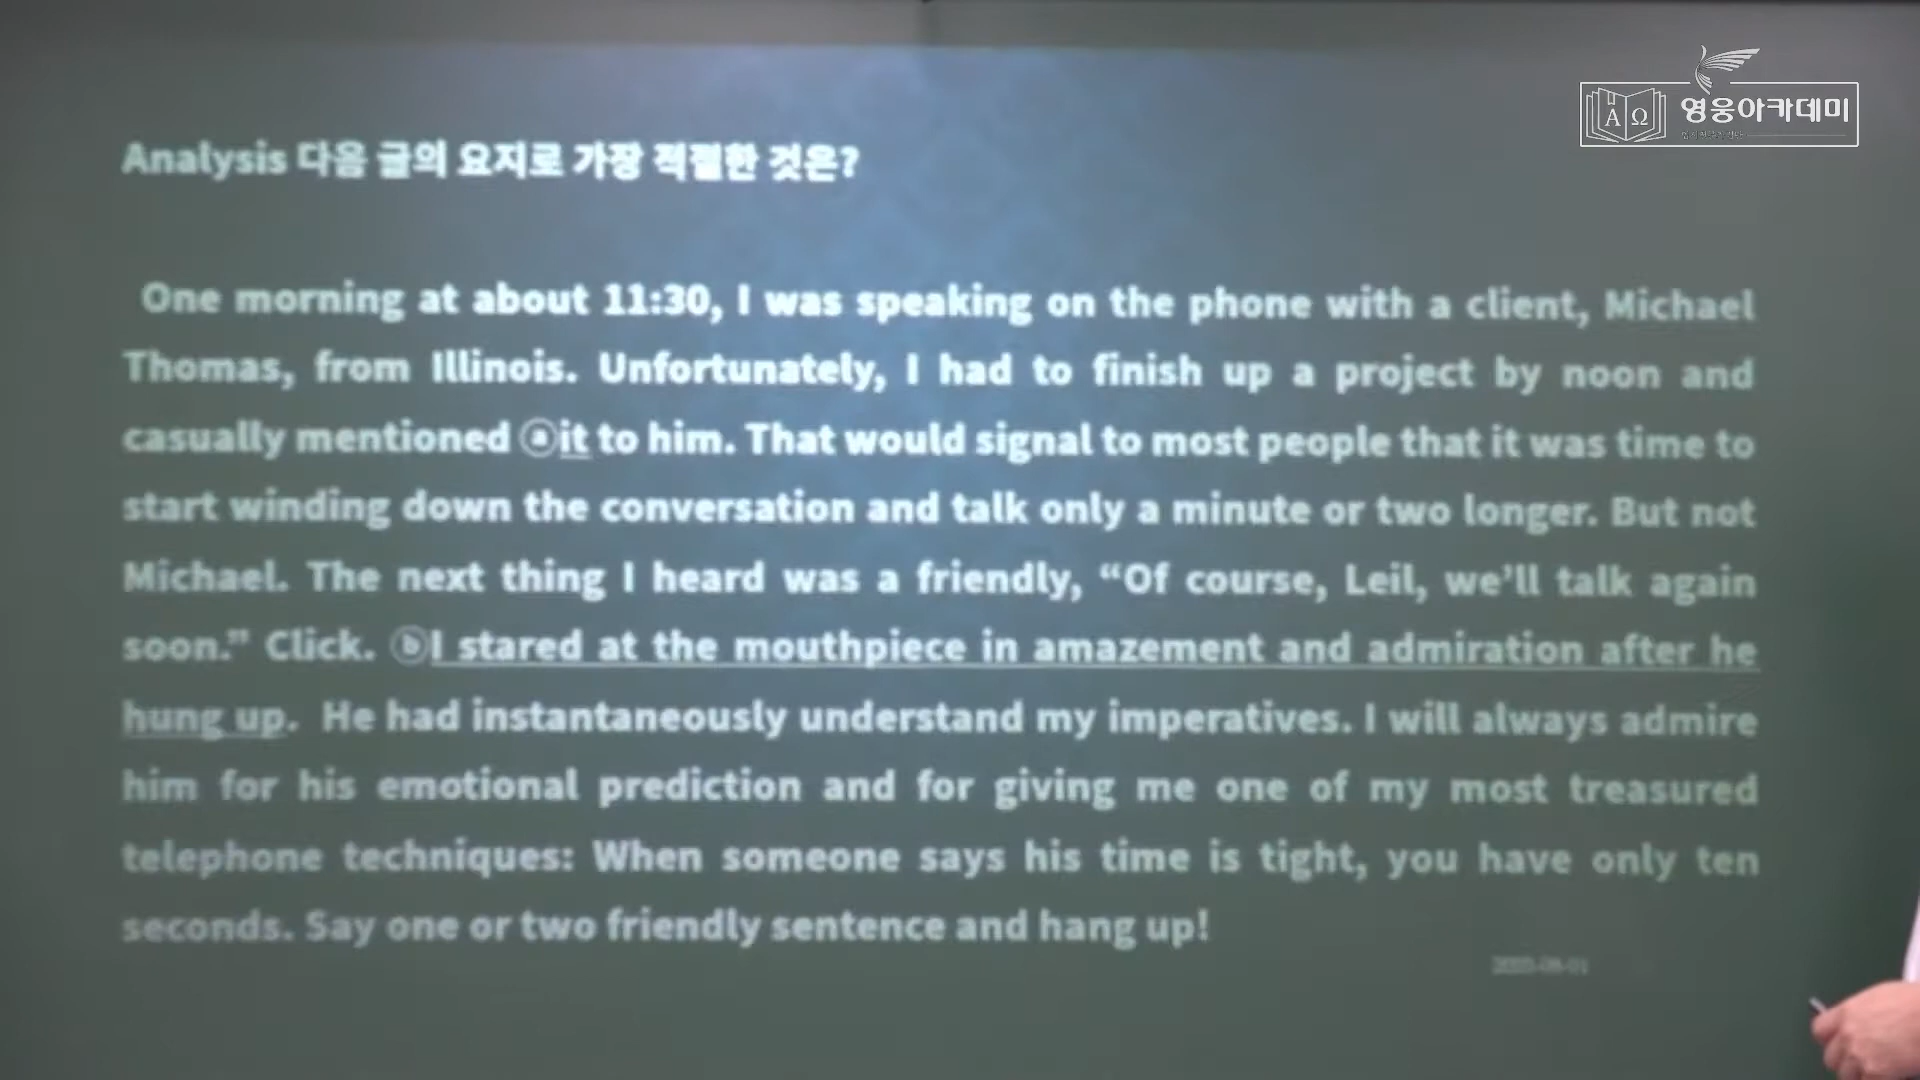 영웅아카데미
A Ω
Analysis 다음 글의 요지로 가장 적절한 것은?
One morning at about 11:30, I was speaking on the phone with a client, Michael
Thomas, from Illinois. Unfortunately, I had to finish up a project by noon and
casually mentioned ⓐit to him. That would signal to most people that it was time to
start winding down the conversation and talk only a minute or two longer. But not
Michael. The next thing I heard was a friendly, “Of course, Leil, we’ll talk again
soon.” Click. ⓑI stared at the mouthpiece in amazement and admiration after he
hung up. He had instantaneously understand my imperatives. I will always admire
him for his emotional prediction and for giving me one of my most treasured
telephone techniques: When someone says his time is tight, you have only ten
seconds. Say one or two friendly sentence and hang up!